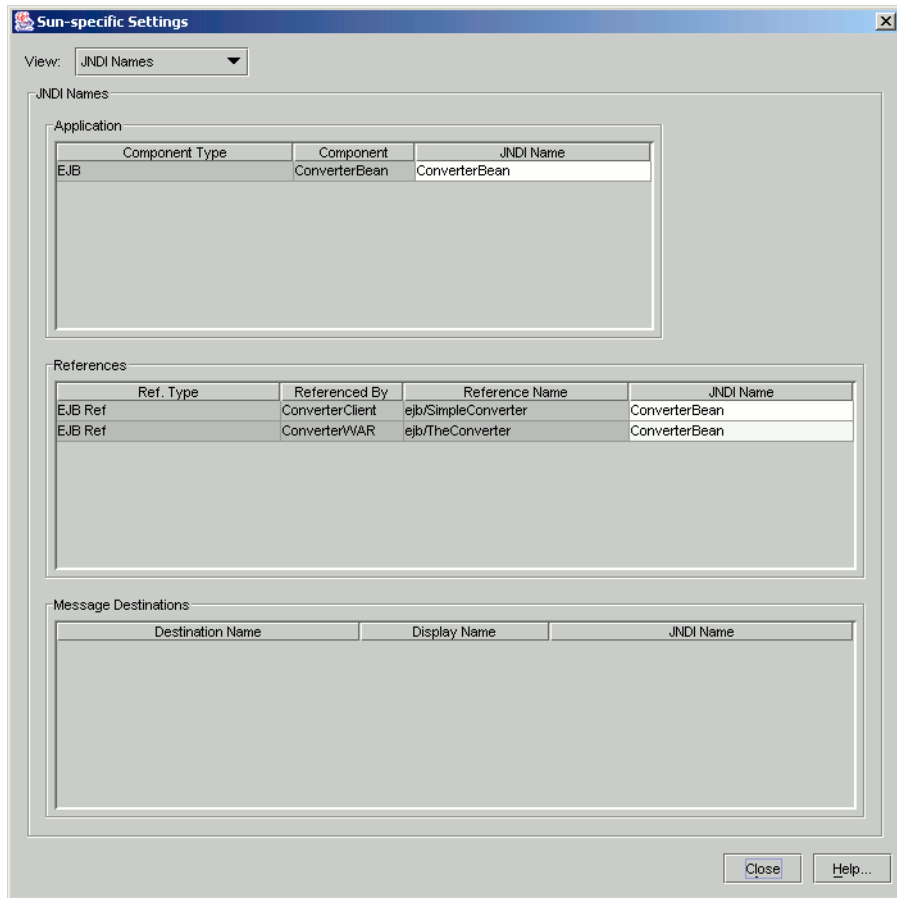 Sun-specific Settings
View: JNDI Names
JNDI Names
Application
Component Type Component JNDI Name
EJB ConverterBean ConverterBean
References
Ref. Type Referenced By Reference Name JNDI Name
EJB Ref ConverterClient ejb/SimpleConverter ConverterBean
EJB Ref ConverterWAR ejb/TheConverter ConverterBean
Message Destinations
Destination Name Display Name JNDI Name
Close Help...